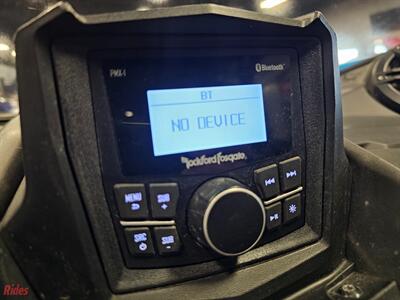 PMX-1
Bluetooth
BT
NO DEVICE
Rockford Fosgate
MENU
SUB
+
SRC
SUB
-
Rides